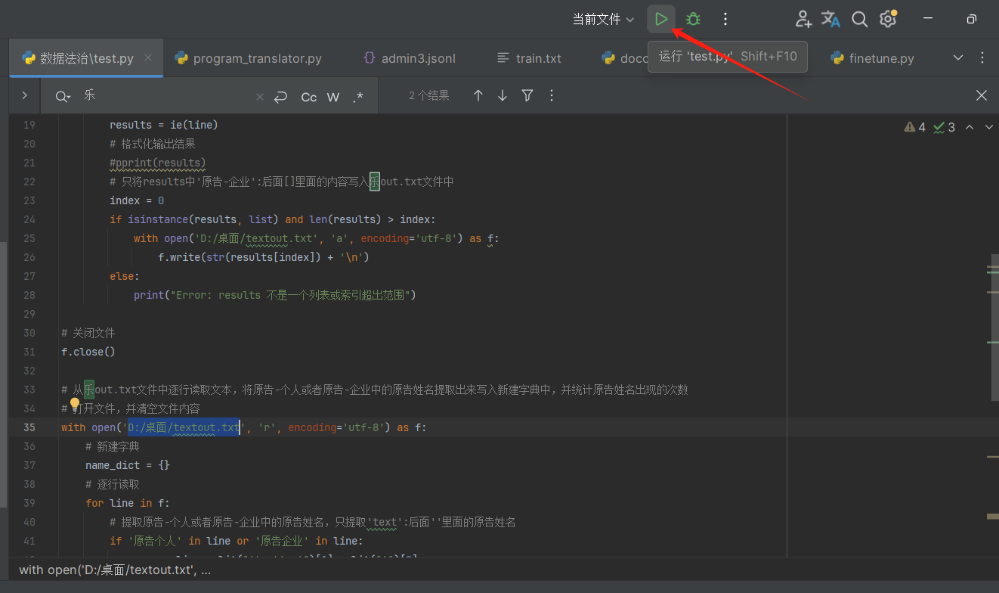 当前文件
数据法治\test.py
program_translator.py
admin3.jsonl
train.txt
运行 'test.py' Shift+F10
finetune.py
乐
Cc W .*
2 个结果
4 3
19 results = ie(line)
20 # 格式化输出结果
21 #pprint(results)
22 # 只将results中'原告-企业':后面[]里面的内容写入乐out.txt文件中
23 index = 0
24 if isinstance(results, list) and len(results) > index:
25 with open('D:/桌面/textout.txt', 'a', encoding='utf-8') as f:
26 f.write(str(results[index]) + '\n')
27 else:
28 print("Error: results 不是一个列表或索引超出范围")
29
30 # 关闭文件
31 f.close()
32
33 # 从乐out.txt文件中逐行读取文本，将原告-个人或者原告-企业中的原告姓名提取出来写入新建字典中，并统计原告姓名出现的次数
34 # 打开文件，并清空文件内容
35 with open('D:/桌面/textout.txt', 'r', encoding='utf-8') as f:
36 # 新建字典
37 name_dict = {}
38 # 逐行读取
39 for line in f:
40 # 提取原告-个人或者原告-企业中的原告姓名，只提取'text':后面''里面的原告姓名
41 if '原告个人' in line or '原告企业' in line:
with open('D:/桌面/textout.txt', ...